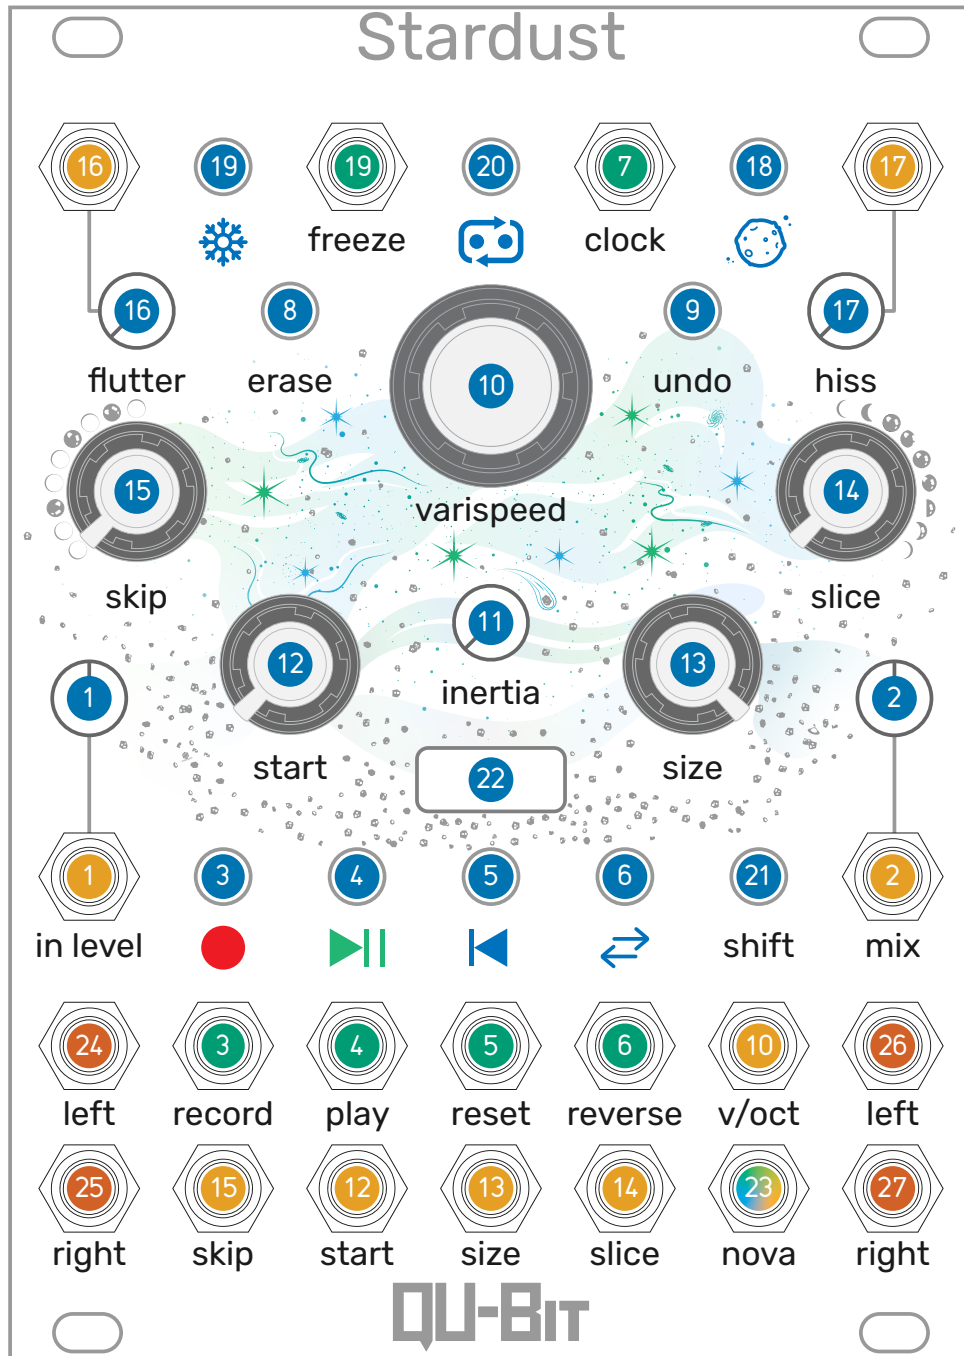 Stardust
16 19 19 20 7 18 17
freeze clock
16 8 9 17
flutter erase 10 undo hiss
15 14
varispeed
skip slice
11
12 13
1 inertia 2
start size
22
1 3 4 5 6 21 2
in level shift mix
24 3 4 5 6 10 26
left record play reset reverse v/oct left
25 15 12 13 14 23 27
right skip start size slice nova right
QU-BIT